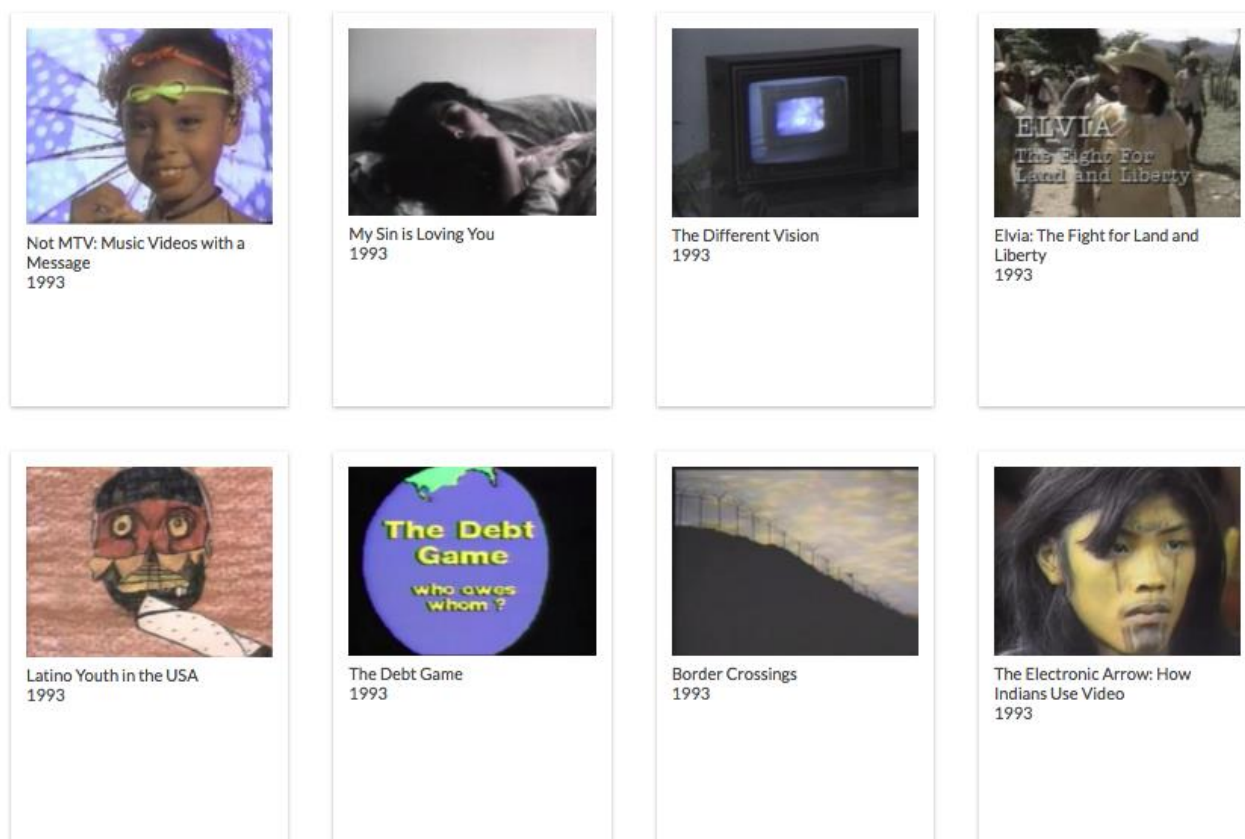 ELVIA
The Fight For
Land and Liberty
Not MTV: Music Videos with a
Message
1993
My Sin is Loving You
1993
The Different Vision
1993
Elvia: The Fight for Land and
Liberty
1993
The Debt
Game
who owes
whom ?
Latino Youth in the USA
1993
The Debt Game
1993
Border Crossings
1993
The Electronic Arrow: How
Indians Use Video
1993